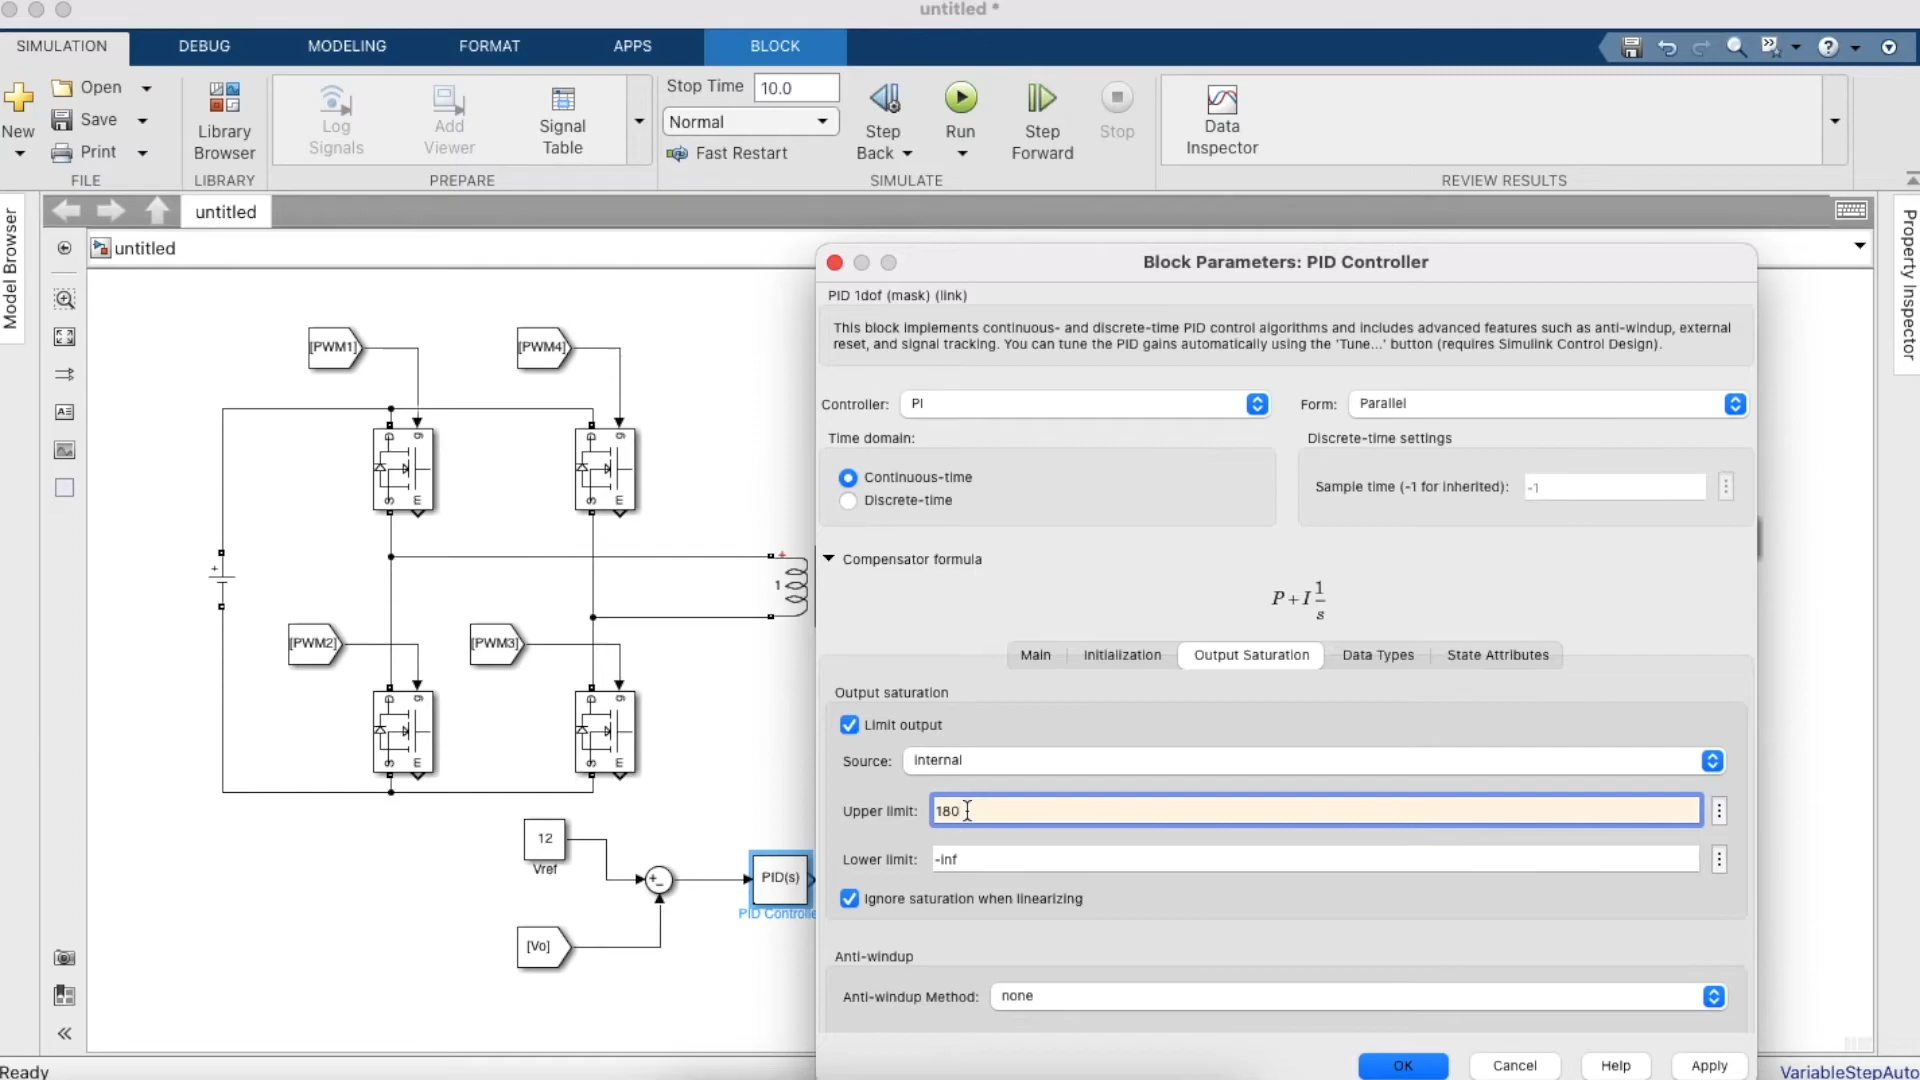 untitled *
SIMULATION DEBUG MODELING FORMAT APPS BLOCK
New
Open
Save
Print
FILE
Library Browser
LIBRARY
Log Signals
Add Viewer
Signal Table
PREPARE
Stop Time 10.0
Normal
Fast Restart
Step Back
Run
Step Forward
Stop
SIMULATE
Data Inspector
REVIEW RESULTS
Model Browser
Property Inspector
untitled
untitled
[PWM1]
[PWM4]
D g
S m
D g
S m
+
+
1
[PWM2]
[PWM3]
D g
S m
D g
S m
12
Vref
+_
PID(s)
PID Controlle
[Vo]
Block Parameters: PID Controller
PID 1dof (mask) (link)
This block implements continuous- and discrete-time PID control algorithms and includes advanced features such as anti-windup, external
reset, and signal tracking. You can tune the PID gains automatically using the 'Tune...' button (requires Simulink Control Design).
Controller: PI
Form: Parallel
Time domain:
Continuous-time
Discrete-time
Discrete-time settings
Sample time (-1 for inherited): -1
Compensator formula
P + I 1/s
Main Initialization Output Saturation Data Types State Attributes
Output saturation
Limit output
Source: internal
Upper limit: 180
Lower limit: -inf
Ignore saturation when linearizing
Anti-windup
Anti-windup Method: none
OK Cancel Help Apply
Ready
VariableStepAuto